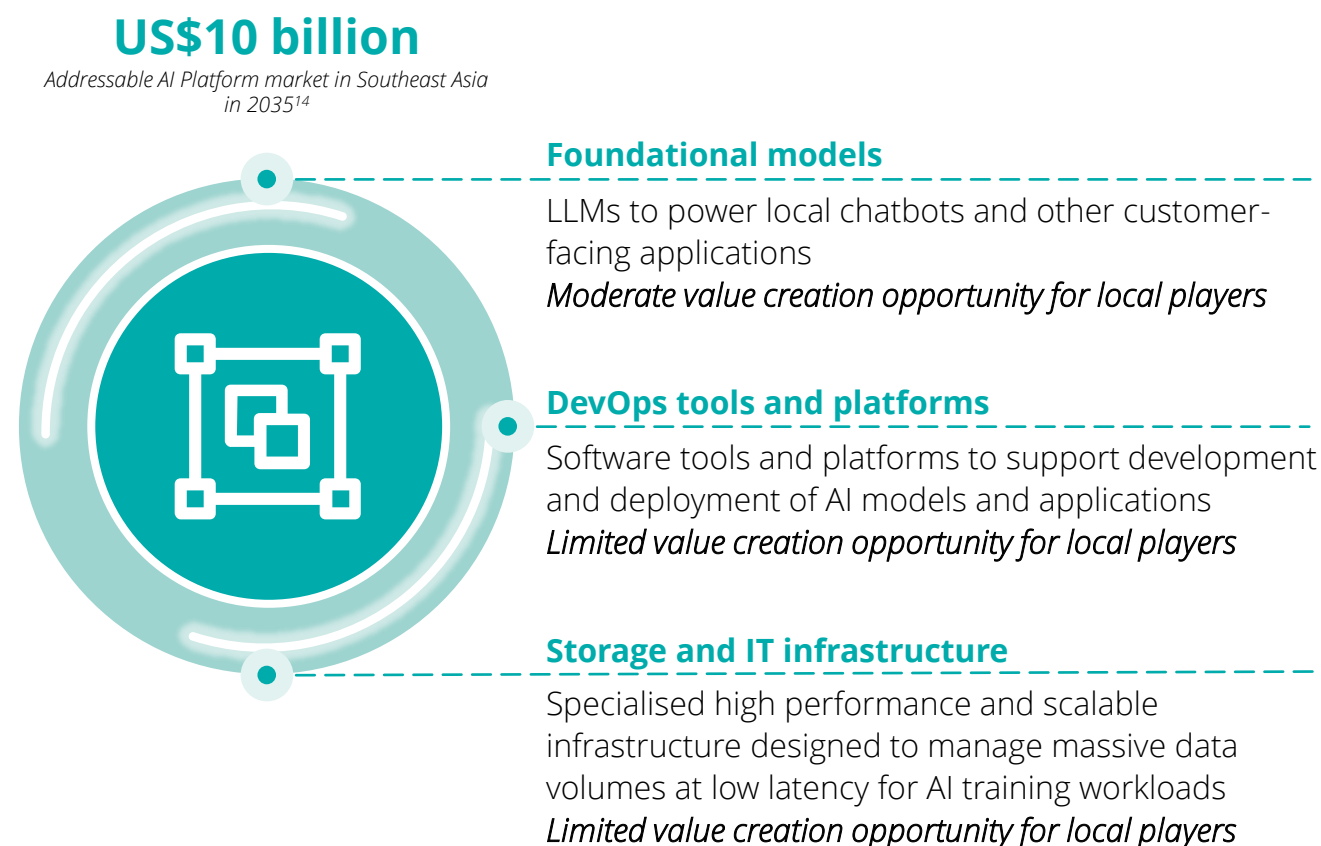 US$10 billion
Addressable AI Platform market in Southeast Asia
in 2035¹⁴
Foundational models
LLMs to power local chatbots and other customer-
facing applications
Moderate value creation opportunity for local players
DevOps tools and platforms
Software tools and platforms to support development
and deployment of AI models and applications
Limited value creation opportunity for local players
Storage and IT infrastructure
Specialised high performance and scalable
infrastructure designed to manage massive data
volumes at low latency for AI training workloads
Limited value creation opportunity for local players